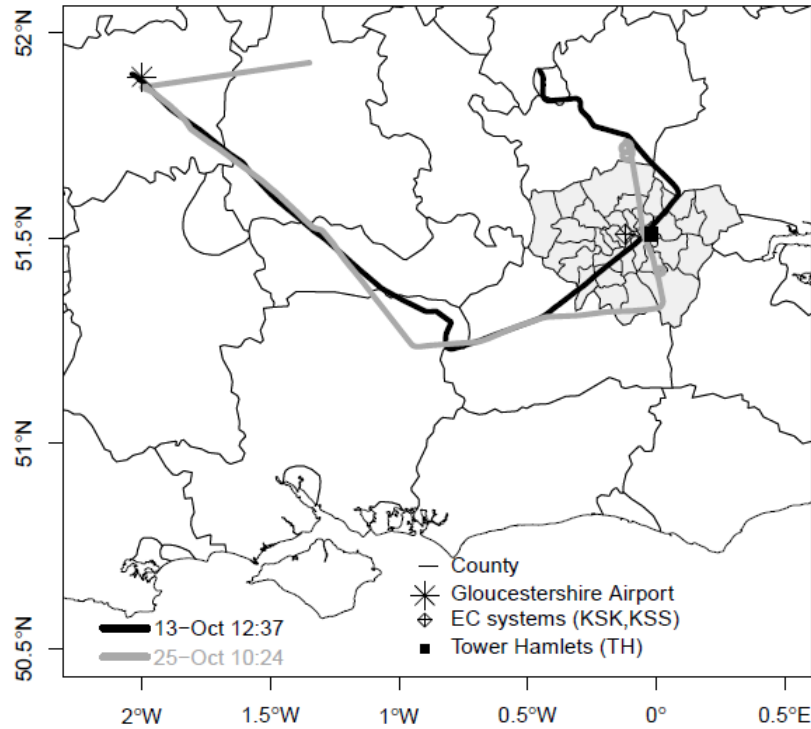 52°N
51.5°N
51°N
50.5°N
County
Gloucestershire Airport
EC systems (KSK,KSS)
Tower Hamlets (TH)
13−Oct 12:37
25−Oct 10:24
2°W
1.5°W
1°W
0.5°W
0°
0.5°E